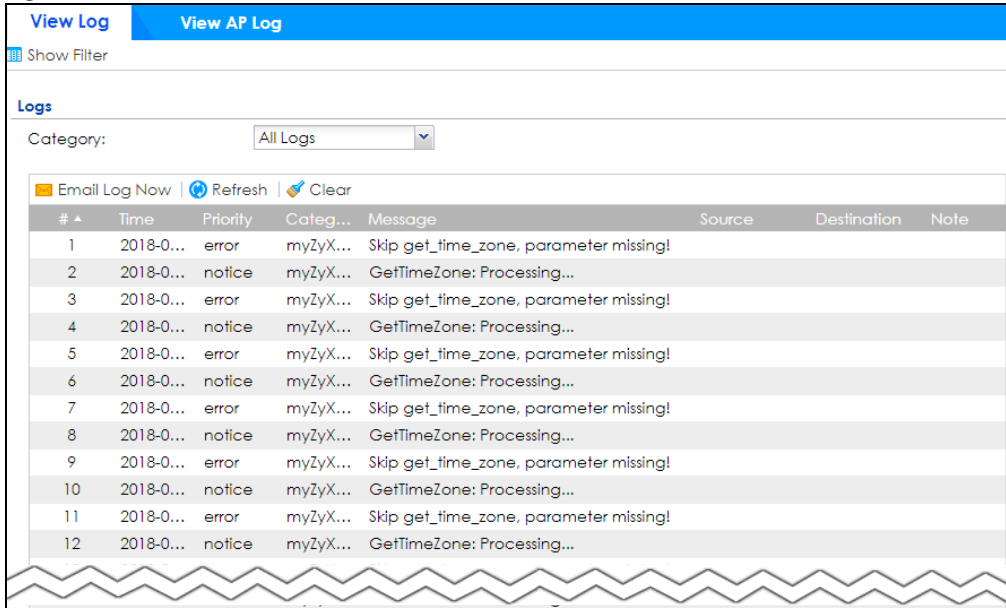 View Log View AP Log
Show Filter
Logs
Category: All Logs
Email Log Now Refresh Clear
# Time Priority Categ... Message Source Destination Note
1 2018-0... error myZyX... Skip get_time_zone, parameter missing!
2 2018-0... notice myZyX... GetTimeZone: Processing...
3 2018-0... error myZyX... Skip get_time_zone, parameter missing!
4 2018-0... notice myZyX... GetTimeZone: Processing...
5 2018-0... error myZyX... Skip get_time_zone, parameter missing!
6 2018-0... notice myZyX... GetTimeZone: Processing...
7 2018-0... error myZyX... Skip get_time_zone, parameter missing!
8 2018-0... notice myZyX... GetTimeZone: Processing...
9 2018-0... error myZyX... Skip get_time_zone, parameter missing!
10 2018-0... notice myZyX... GetTimeZone: Processing...
11 2018-0... error myZyX... Skip get_time_zone, parameter missing!
12 2018-0... notice myZyX... GetTimeZone: Processing...